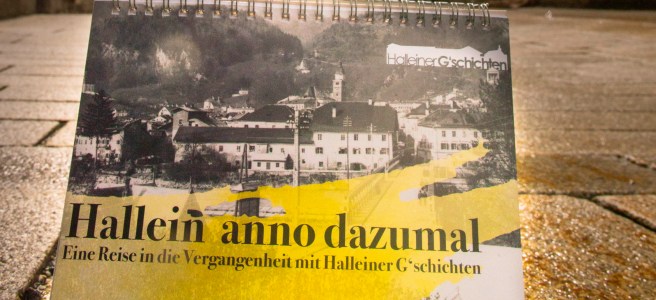 Halleiner G'schichten
Hallein anno dazumal
Eine Reise in die Vergangenheit mit Halleiner G'schichten